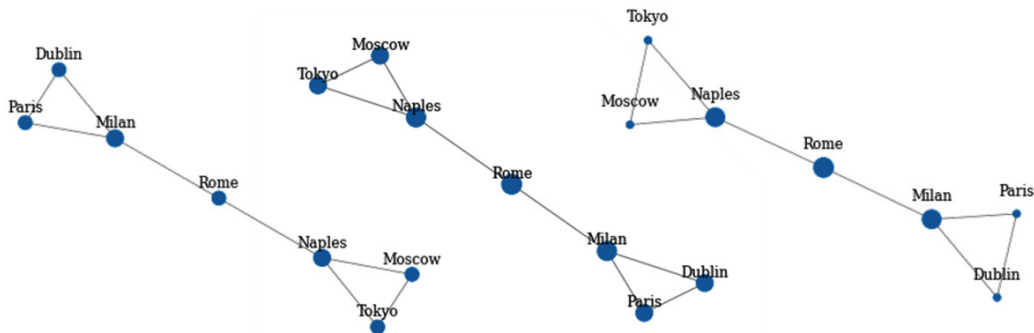 Dublin
Paris
Milan
Rome
Naples
Moscow
Tokyo
Moscow
Tokyo
Naples
Rome
Milan
Dublin
Paris
Tokyo
Moscow
Naples
Rome
Milan
Paris
Dublin